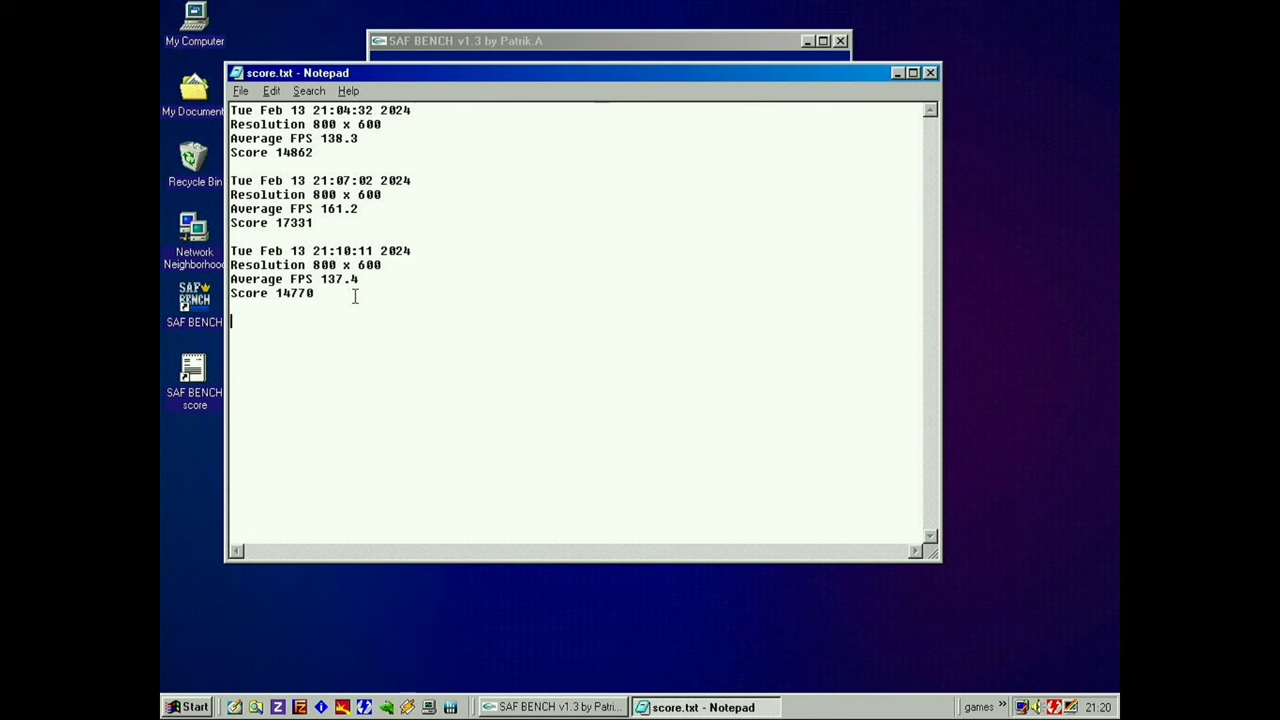 My Computer
SAF BENCH v1.3 by Patrik.A
score.txt - Notepad
File Edit Search Help
My Document
Tue Feb 13 21:04:32 2024
Resolution 800 x 600
Average FPS 138.3
Score 14862
Recycle Bin
Tue Feb 13 21:07:02 2024
Resolution 800 x 600
Average FPS 161.2
Score 17331
Network
Neighborhood
Tue Feb 13 21:10:11 2024
Resolution 800 x 600
Average FPS 137.4
Score 14770
SAF
BENCH
SAF BENCH
SAF BENCH
score
Start
SAF BENCH v1.3 by Patri...
score.txt - Notepad
games
21:20